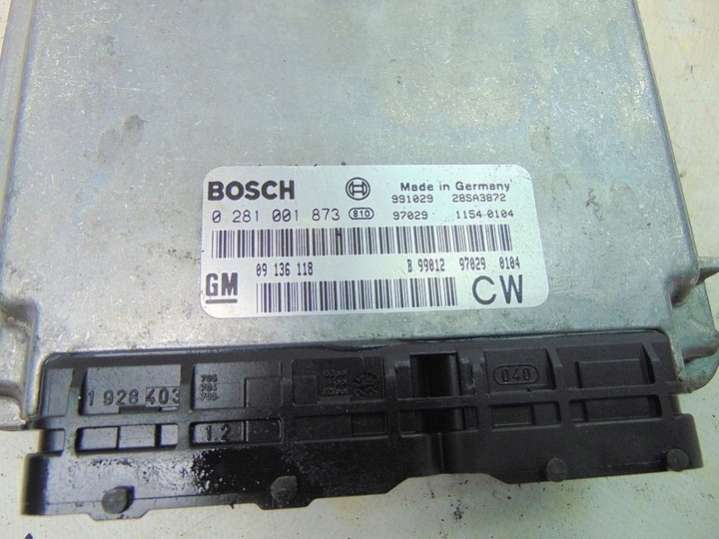 BOSCH Made in Germany
991029 28SA3872
0 281 001 873 810 97029 1154 0104
GM 09 136 118 B 99012 97029 0104
CW
1 928 403
1.2
040